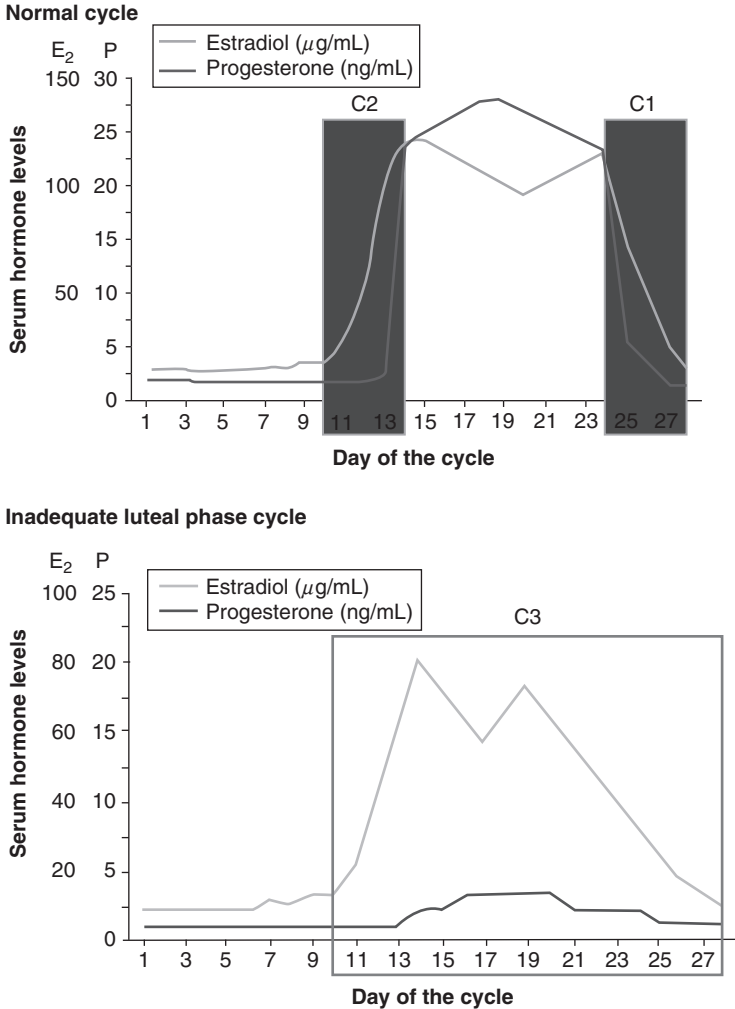 Normal cycle
E₂ P
Estradiol (μg/mL)
Progesterone (ng/mL)
150 30
25
100 20
15
50 10
5
0
Serum hormone levels
C2
C1
1 3 5 7 9 11 13 15 17 19 21 23 25 27
Day of the cycle
Inadequate luteal phase cycle
E₂ P
Estradiol (μg/mL)
Progesterone (ng/mL)
100 25
80 20
60 15
40 10
20 5
0
Serum hormone levels
C3
1 3 5 7 9 11 13 15 17 19 21 23 25 27
Day of the cycle